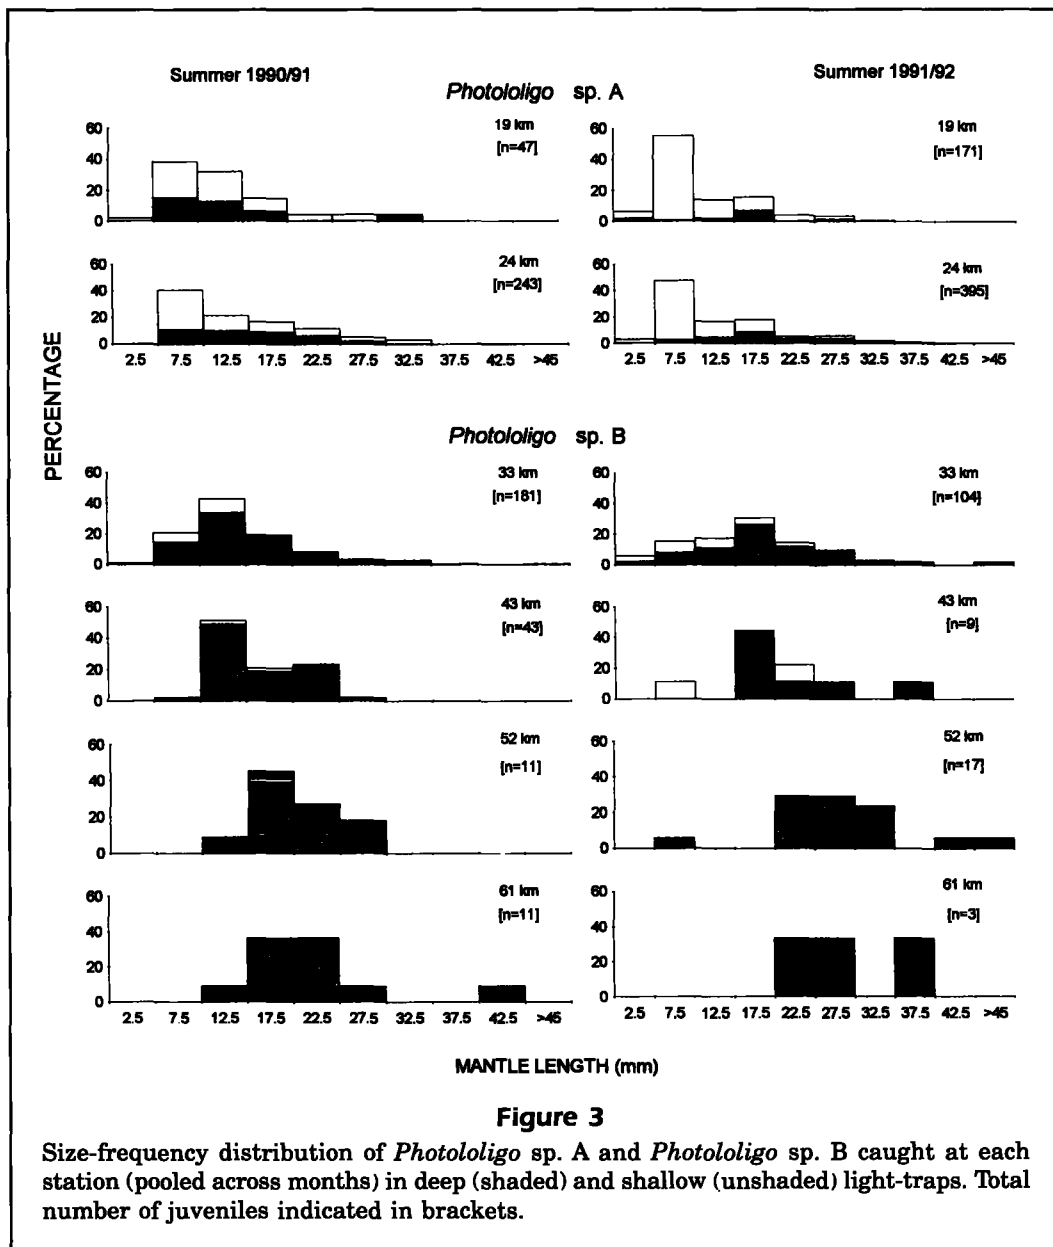 Summer 1990/91
Summer 1991/92
Photololigo sp. A
60
40
20
0
19 km
[n=47]
60
40
20
0
19 km
[n=171]
60
40
20
0
24 km
[n=243]
2.5 7.5 12.5 17.5 22.5 27.5 32.5 37.5 42.5 >45
60
40
20
0
24 km
[n=395]
2.5 7.5 12.5 17.5 22.5 27.5 32.5 37.5 42.5 >45
PERCENTAGE
Photololigo sp. B
60
40
20
0
33 km
[n=181]
60
40
20
0
33 km
[n=104]
60
40
20
0
43 km
[n=43]
60
40
20
0
43 km
[n=9]
60
40
20
0
52 km
[n=11]
60
40
20
0
52 km
[n=17]
60
40
20
0
61 km
[n=11]
2.5 7.5 12.5 17.5 22.5 27.5 32.5 37.5 42.5 >45
60
40
20
0
61 km
[n=3]
2.5 7.5 12.5 17.5 22.5 27.5 32.5 37.5 42.5 >45
MANTLE LENGTH (mm)
Figure 3
Size-frequency distribution of Photololigo sp. A and Photololigo sp. B caught at each
station (pooled across months) in deep (shaded) and shallow (unshaded) light-traps. Total
number of juveniles indicated in brackets.